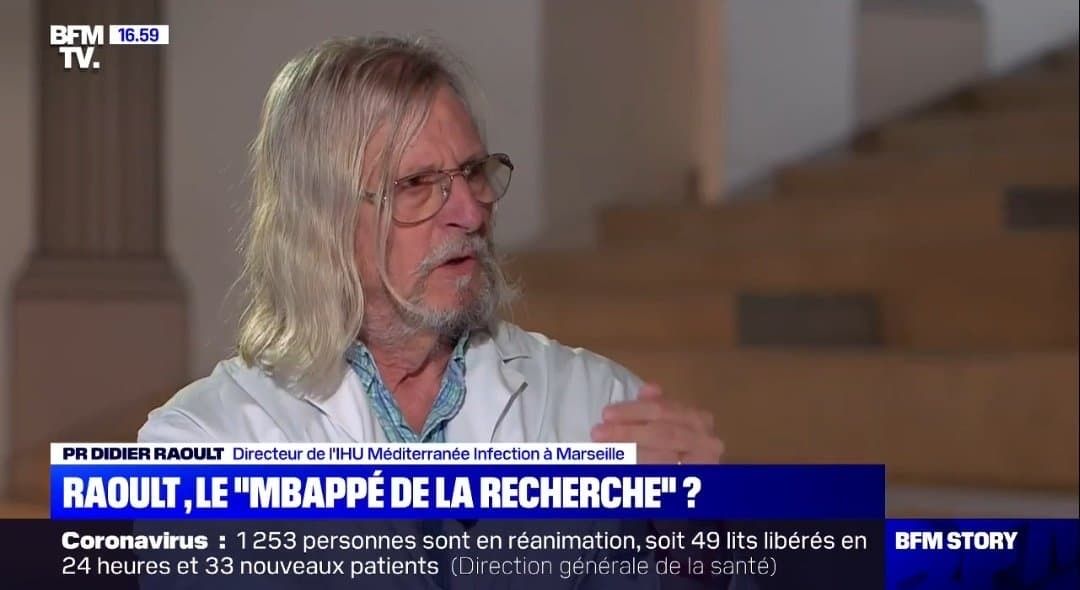 BFM
TV.
16.59
PR DIDIER RAOULT Directeur de l'IHU Méditerranée Infection à Marseille
RAOULT, LE "MBAPPÉ DE LA RECHERCHE" ?
Coronavirus : 1 253 personnes sont en réanimation, soit 49 lits libérés en
24 heures et 33 nouveaux patients (Direction générale de la santé)
BFM STORY